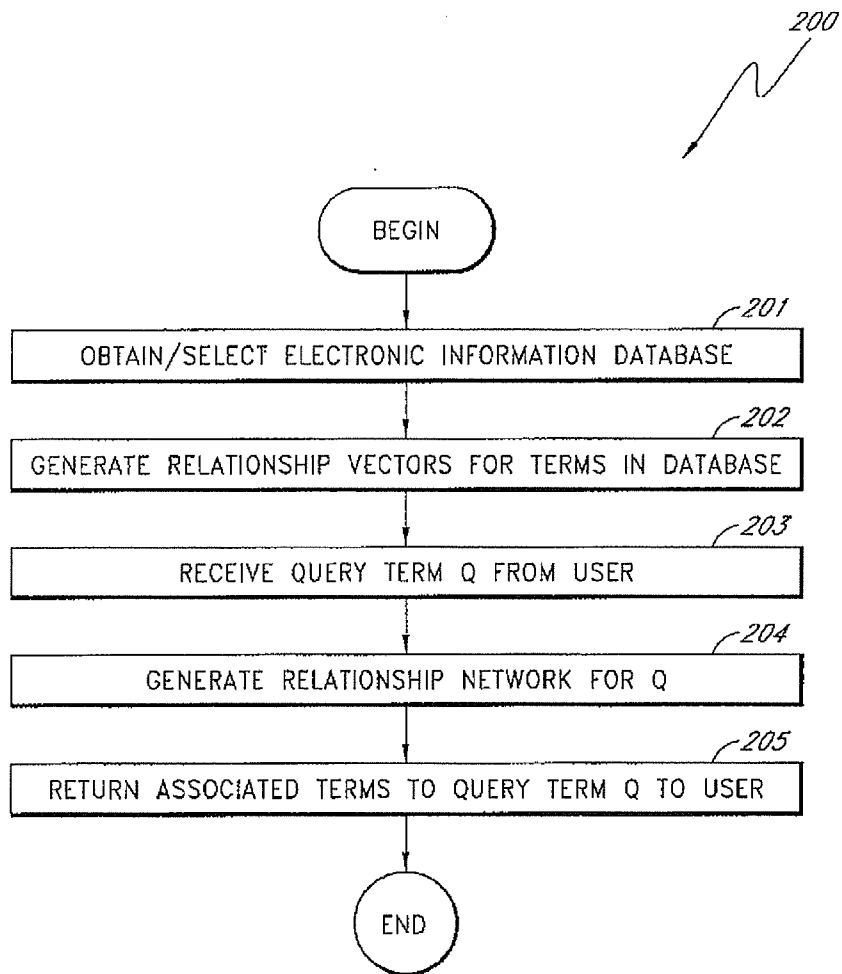 200
BEGIN
201
OBTAIN/SELECT ELECTRONIC INFORMATION DATABASE
202
GENERATE RELATIONSHIP VECTORS FOR TERMS IN DATABASE
203
RECEIVE QUERY TERM Q FROM USER
204
GENERATE RELATIONSHIP NETWORK FOR Q
205
RETURN ASSOCIATED TERMS TO QUERY TERM Q TO USER
END